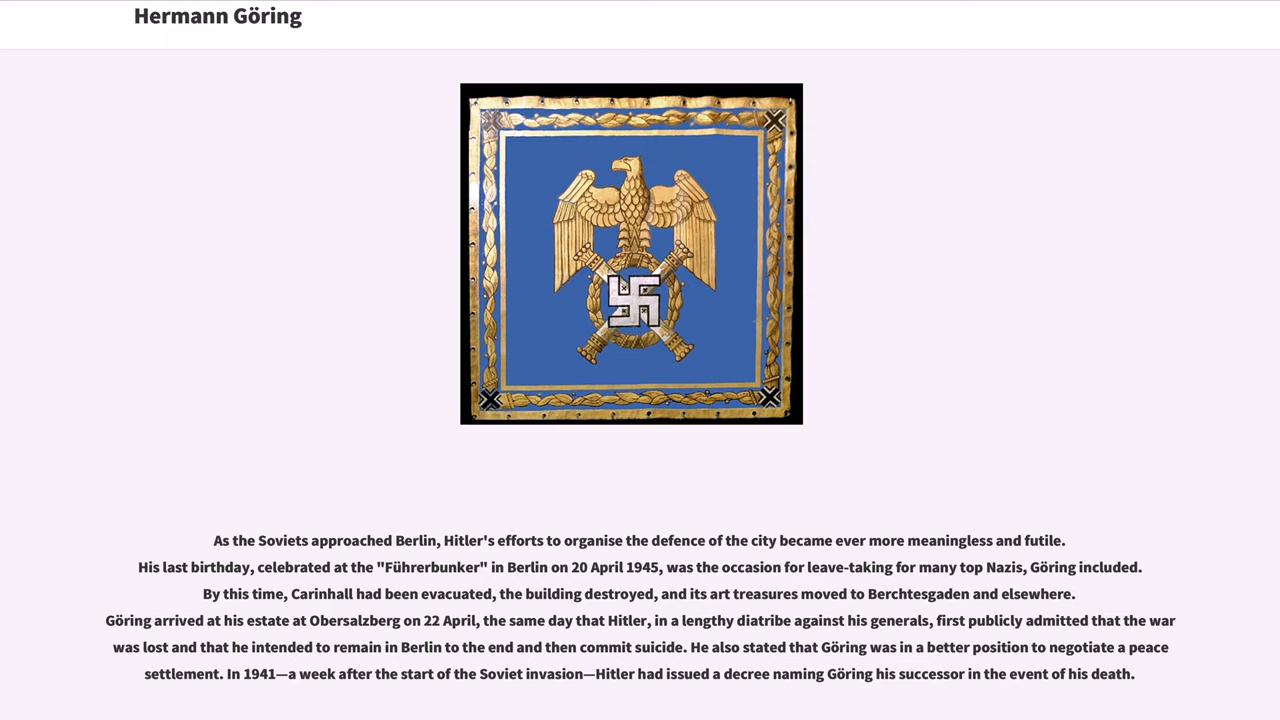 Hermann Göring
As the Soviets approached Berlin, Hitler's efforts to organise the defence of the city became ever more meaningless and futile.
His last birthday, celebrated at the "Führerbunker" in Berlin on 20 April 1945, was the occasion for leave-taking for many top Nazis, Göring included.
By this time, Carinhall had been evacuated, the building destroyed, and its art treasures moved to Berchtesgaden and elsewhere.
Göring arrived at his estate at Obersalzberg on 22 April, the same day that Hitler, in a lengthy diatribe against his generals, first publicly admitted that the war
was lost and that he intended to remain in Berlin to the end and then commit suicide. He also stated that Göring was in a better position to negotiate a peace
settlement. In 1941—a week after the start of the Soviet invasion—Hitler had issued a decree naming Göring his successor in the event of his death.